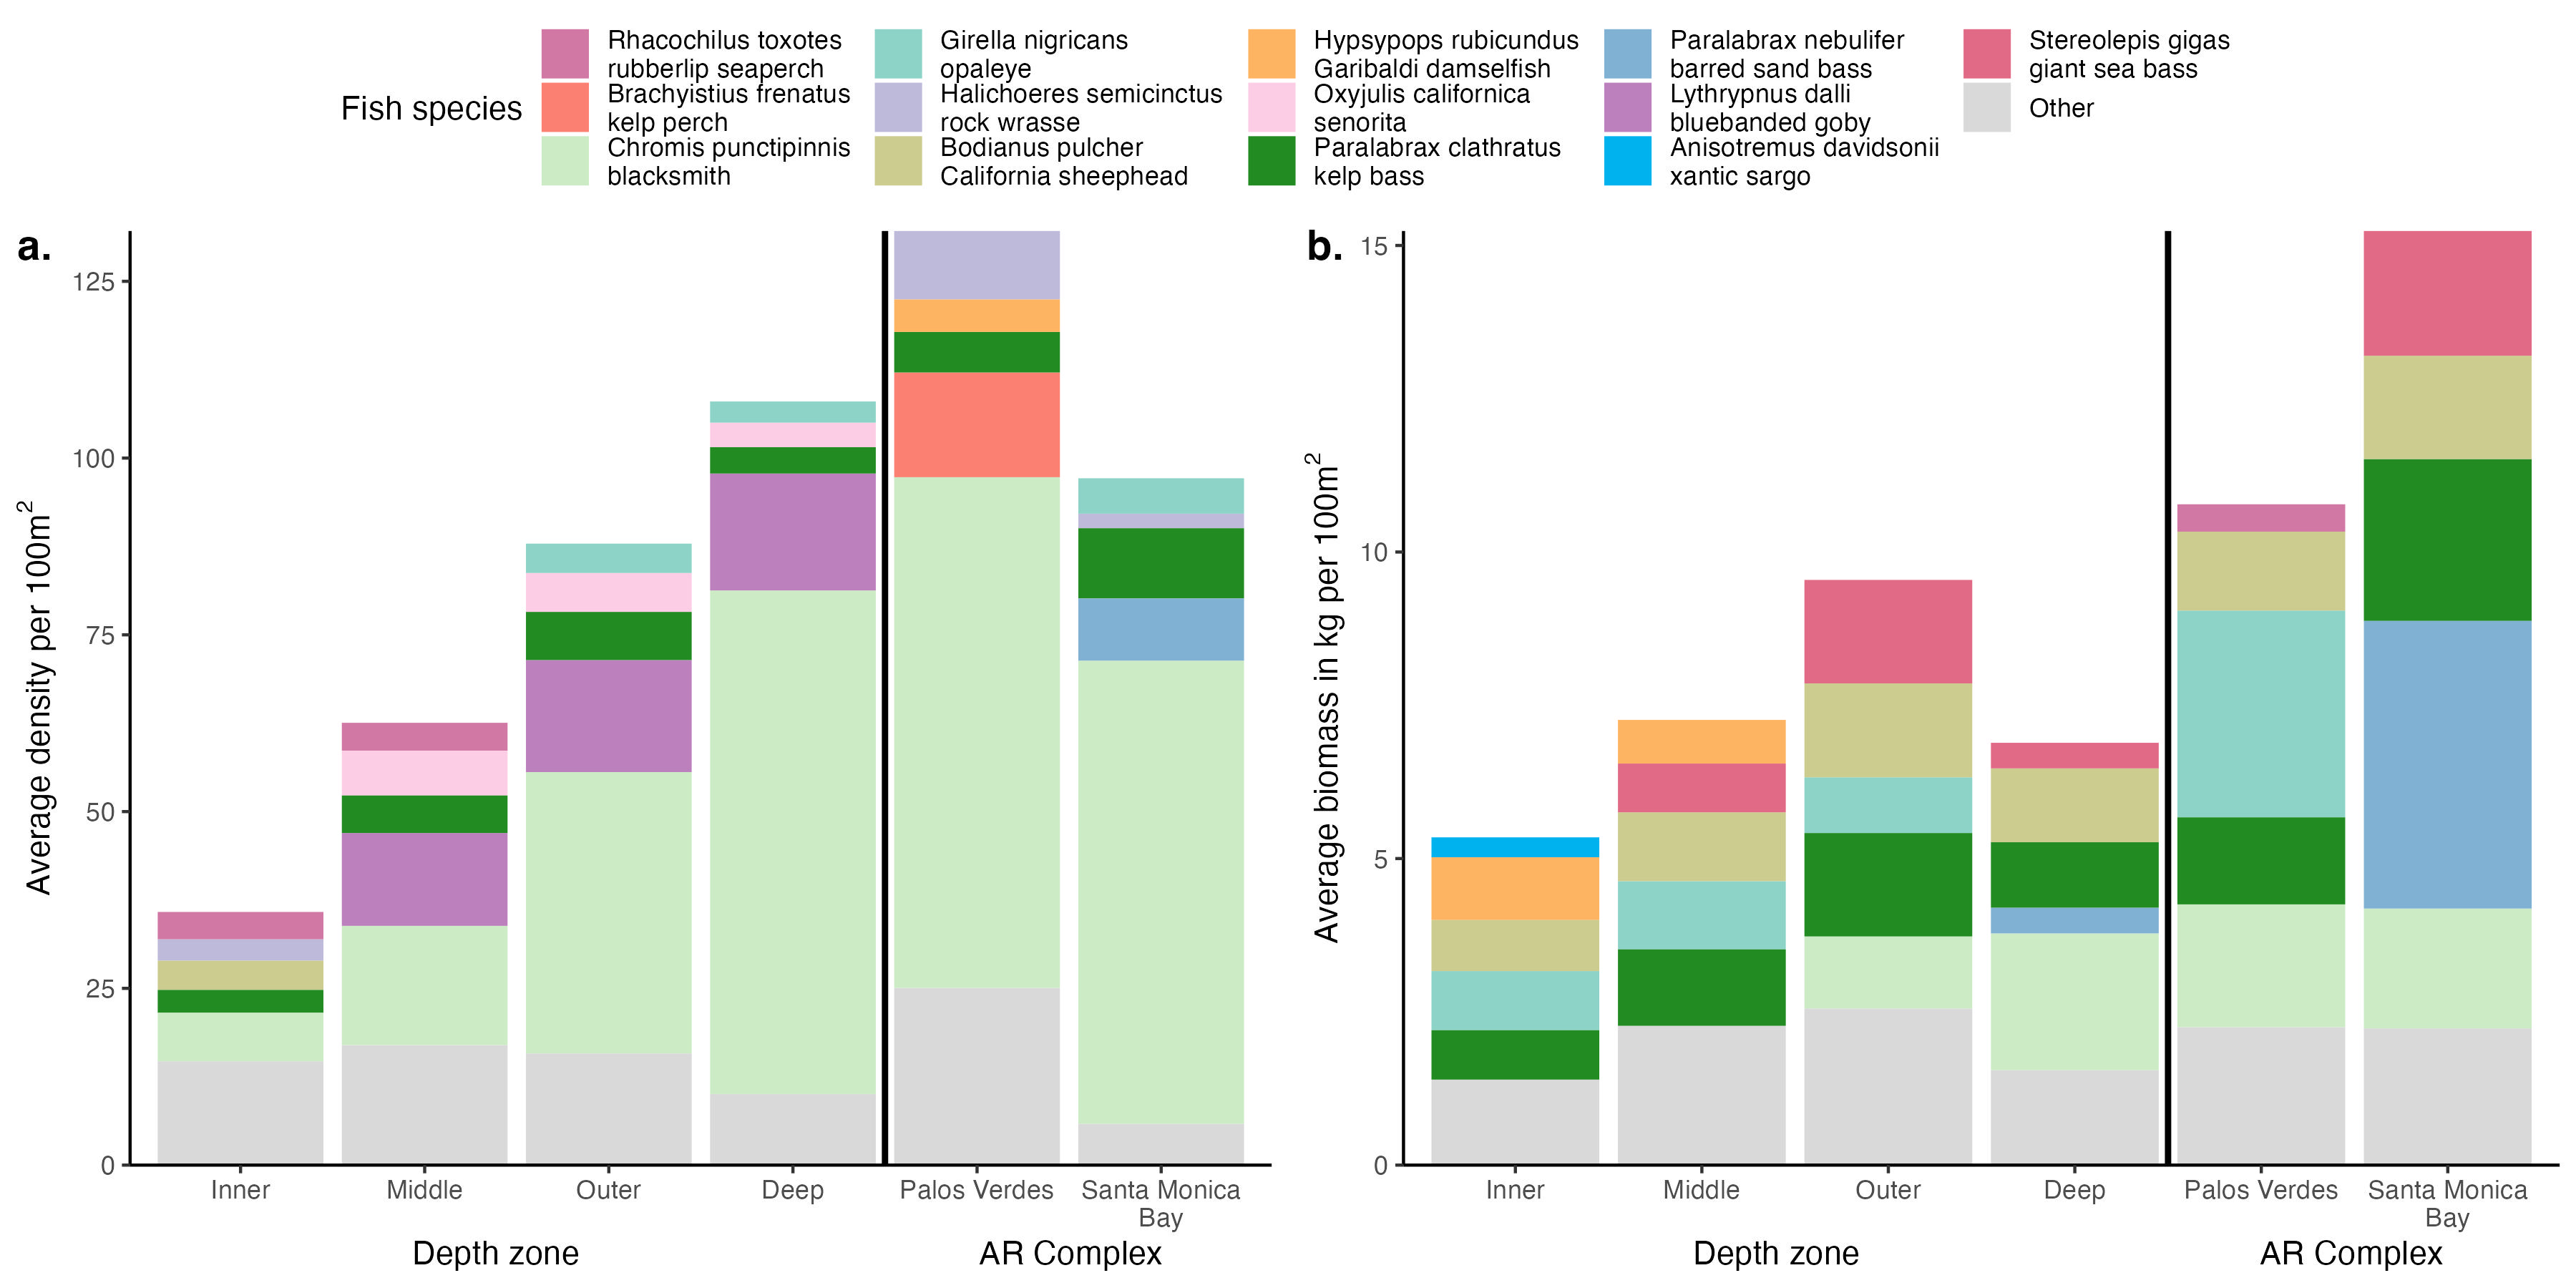 Fish species
Rhacochilus toxotes
rubberlip seaperch
Brachyistius frenatus
kelp perch
Chromis punctipinnis
blacksmith
Girella nigricans
opaleye
Halichoeres semicinctus
rock wrasse
Bodianus pulcher
California sheephead
Hypsypops rubicundus
Garibaldi damselfish
Oxyjulis californica
senorita
Paralabrax clathratus
kelp bass
Paralabrax nebulifer
barred sand bass
Lythrypnus dalli
bluebanded goby
Anisotremus davidsonii
xantic sargo
Stereolepis gigas
giant sea bass
Other
a.
Average density per 100m²
125
100
75
50
25
0
Inner
Middle
Outer
Deep
Palos Verdes
Santa Monica
Bay
Depth zone
AR Complex
b.
Average biomass in kg per 100m²
15
10
5
0
Inner
Middle
Outer
Deep
Palos Verdes
Santa Monica
Bay
Depth zone
AR Complex